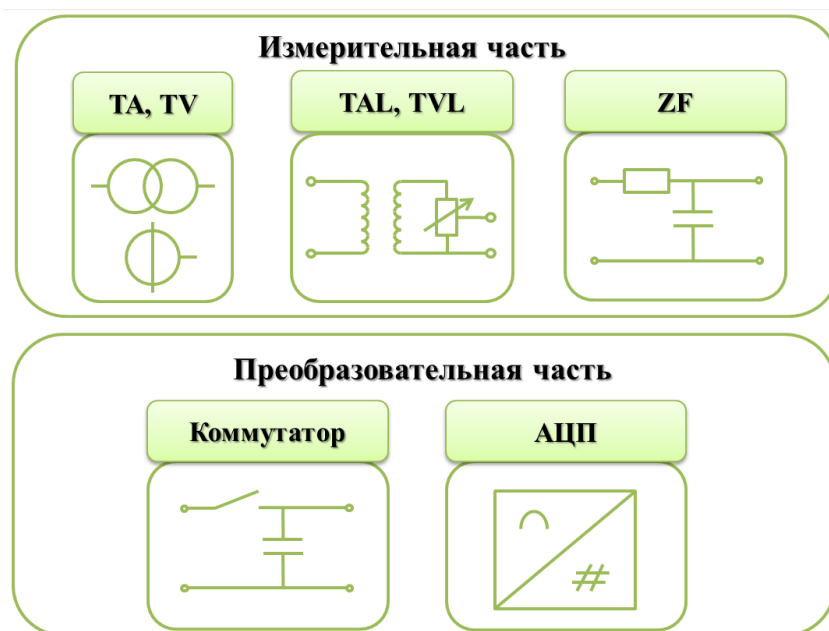 Измерительная часть
TA, TV
TAL, TVL
ZF
Преобразовательная часть
Коммутатор
АЦП
#